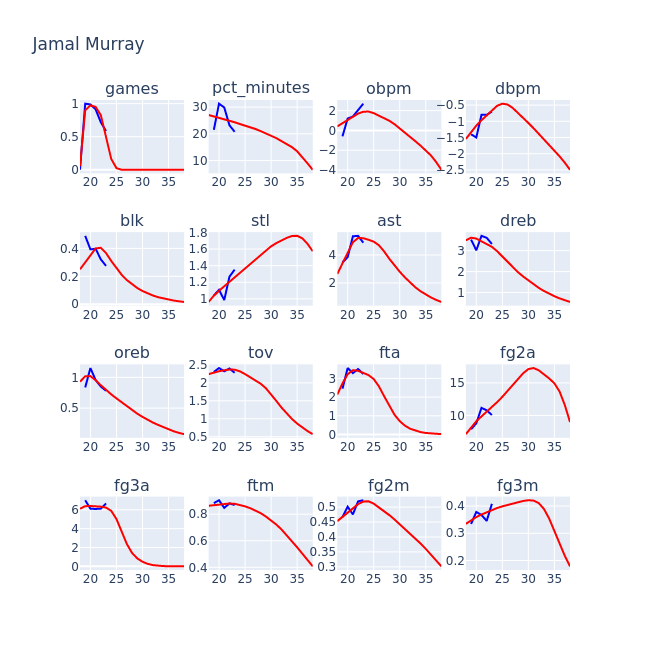 Jamal Murray
games pct_minutes obpm dbpm
1 0.5 0 20 25 30 35
30 20 10 20 25 30 35
2 0 −2 −4 20 25 30 35
−0.5 −1 −1.5 −2 −2.5 20 25 30 35
blk stl ast dreb
0.4 0.2 0 20 25 30 35
1.8 1.6 1.4 1.2 1 20 25 30 35
4 2 20 25 30 35
3 2 1 20 25 30 35
oreb tov fta fg2a
1 0.5 20 25 30 35
2.5 2 1.5 1 0.5 20 25 30 35
3 2 1 0 20 25 30 35
15 10 20 25 30 35
fg3a ftm fg2m fg3m
6 4 2 0 20 25 30 35
0.8 0.6 0.4 20 25 30 35
0.5 0.45 0.4 0.35 0.3 20 25 30 35
0.4 0.3 0.2 20 25 30 35